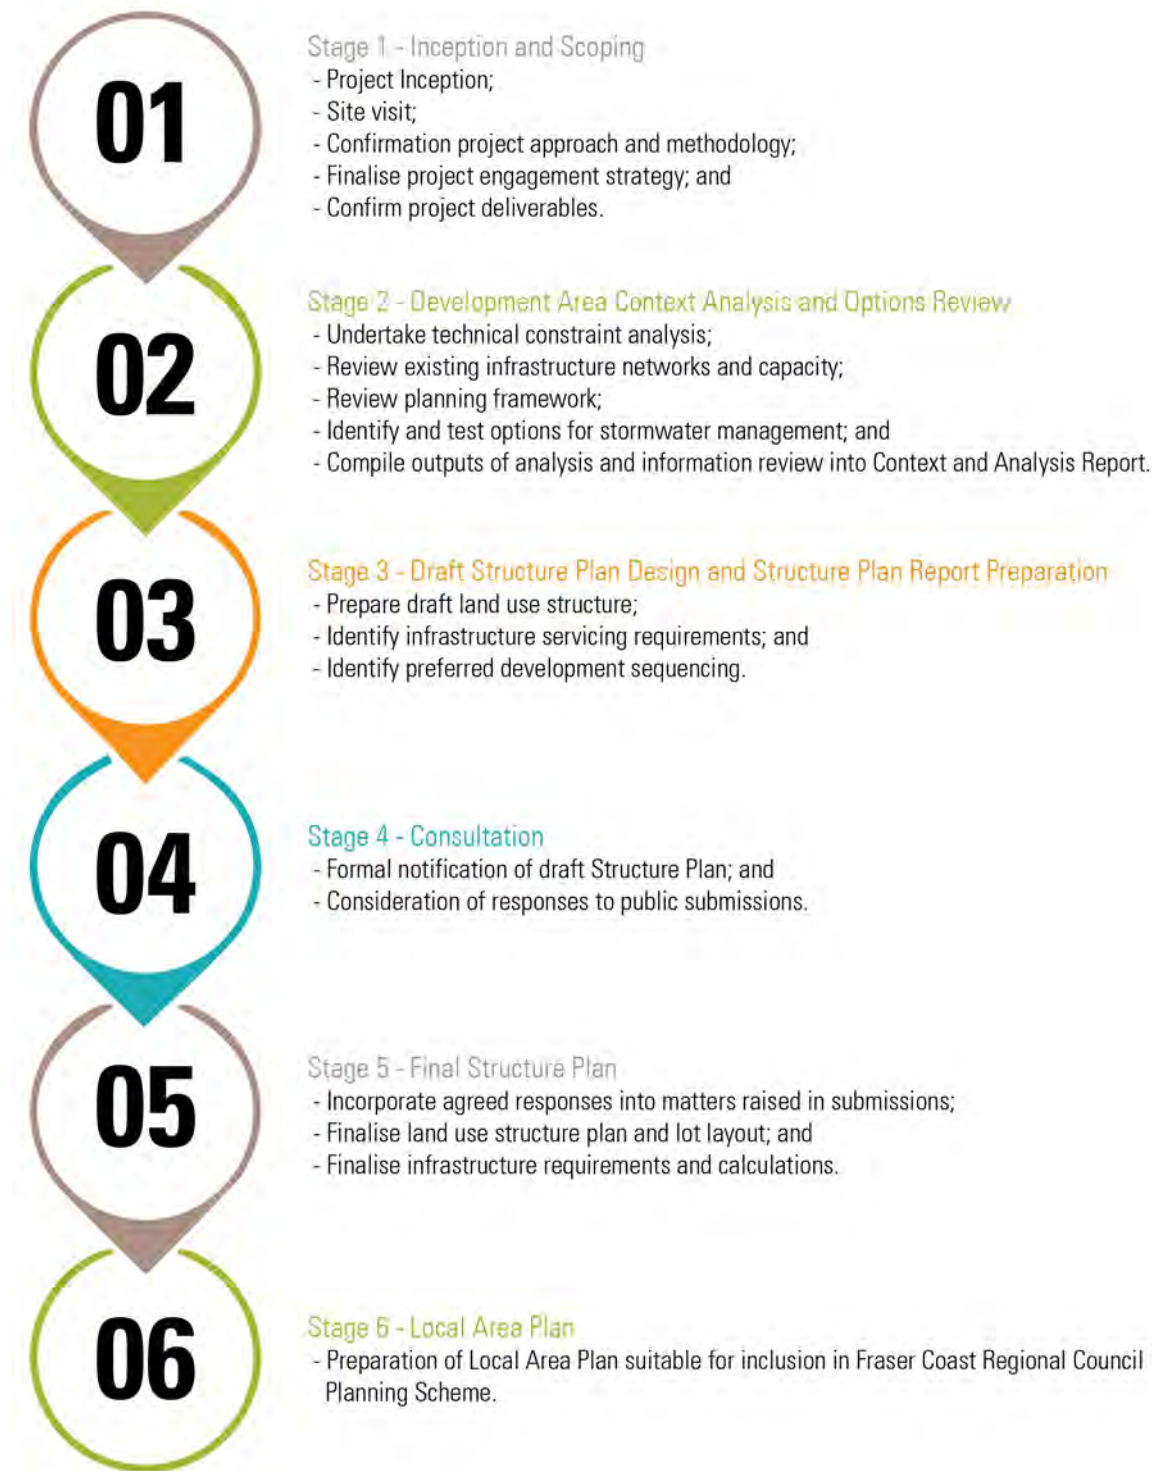 01
Stage 1 - Inception and Scoping
- Project Inception;
- Site visit;
- Confirmation project approach and methodology;
- Finalise project engagement strategy; and
- Confirm project deliverables.
02
Stage 2 - Development Area Context Analysis and Options Review
- Undertake technical constraint analysis;
- Review existing infrastructure networks and capacity;
- Review planning framework;
- Identify and test options for stormwater management; and
- Compile outputs of analysis and information review into Context and Analysis Report.
03
Stage 3 - Draft Structure Plan Design and Structure Plan Report Preparation
- Prepare draft land use structure;
- Identify infrastructure servicing requirements; and
- Identify preferred development sequencing.
04
Stage 4 - Consultation
- Formal notification of draft Structure Plan; and
- Consideration of responses to public submissions.
05
Stage 5 - Final Structure Plan
- Incorporate agreed responses into matters raised in submissions;
- Finalise land use structure plan and lot layout; and
- Finalise infrastructure requirements and calculations.
06
Stage 6 - Local Area Plan
- Preparation of Local Area Plan suitable for inclusion in Fraser Coast Regional Council
Planning Scheme.